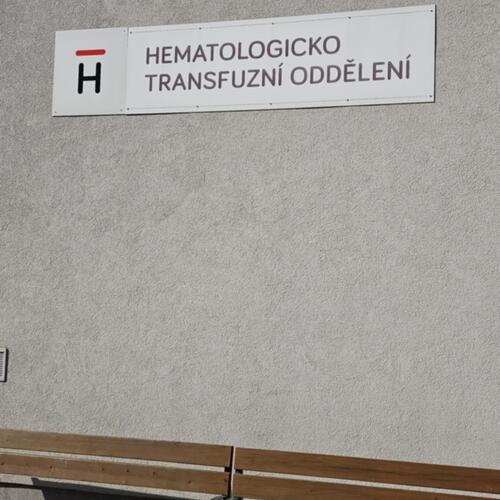 H
HEMATOLOGICKO
TRANSFUZNÍ ODDĚLENÍ